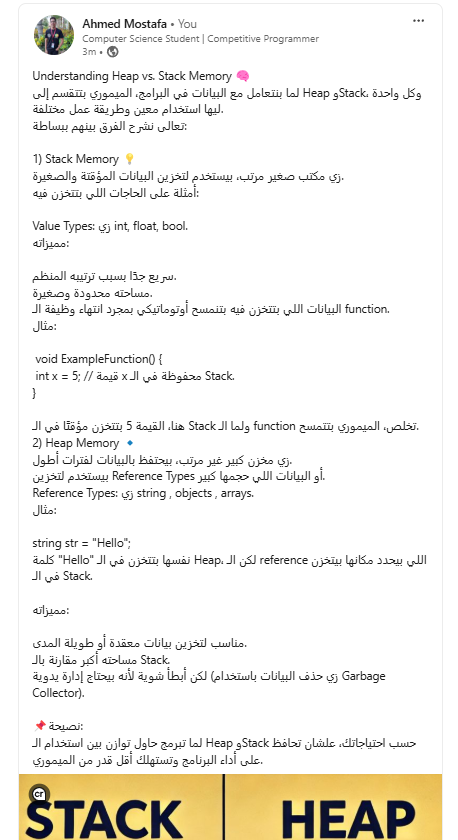 Ahmed Mostafa • You
Computer Science Student | Competitive Programmer
3m •
Understanding Heap vs. Stack Memory 🧠
لما بنتعامل مع البيانات في البرامج، الميموري بتتقسم إلى Heap وStack، وكل واحدة
ليها استخدام معين وطريقة عمل مختلفة.
تعالى نشرح الفرق بينهم ببساطة:
1) Stack Memory 💡
زي مكتب صغير مرتب، بيستخدم لتخزين البيانات المؤقتة والصغيرة.
أمثلة على الحاجات اللي بتتخزن فيه:
Value Types: زي int, float, bool.
مميزاته:
سريع جدًا بسبب ترتيبه المنظم.
مساحته محدودة وصغيرة.
البيانات اللي بتتخزن فيه بتتمسح أوتوماتيكي بمجرد انتهاء وظيفة الـ function.
مثال:
void ExampleFunction() {
int x = 5; // قيمة x محفوظة في الـ Stack.
}
هنا، القيمة 5 بتتخزن مؤقتًا في الـ Stack ولما الـ function تخلص، الميموري بتتمسح.
2) Heap Memory 🔹
زي مخزن كبير غير مرتب، بيحتفظ بالبيانات لفترات أطول.
بيستخدم لتخزين Reference Types أو البيانات اللي حجمها كبير.
Reference Types: زي string , objects , arrays.
مثال:
string str = "Hello";
كلمة "Hello" نفسها بتتخزن في الـ Heap، لكن الـ reference اللي بيحدد مكانها بيتخزن
في الـ Stack.
مميزاته:
مناسب لتخزين بيانات معقدة أو طويلة المدى.
مساحته أكبر مقارنة بالـ Stack.
لكن أبطأ شوية لأنه بيحتاج إدارة يدوية (زي حذف البيانات باستخدام Garbage
Collector).
📌 نصيحة:
لما تبرمج حاول توازن بين استخدام الـ Heap وStack حسب احتياجاتك، علشان تحافظ
على أداء البرنامج وتستهلك أقل قدر من الميموري.
cr
STACK
HEAP